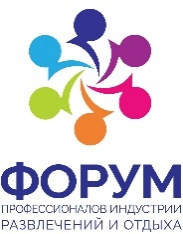 ФОРУМ
ПРОФЕССИОНАЛОВ ИНДУСТРИИ
РАЗВЛЕЧЕНИЙ И ОТДЫХА